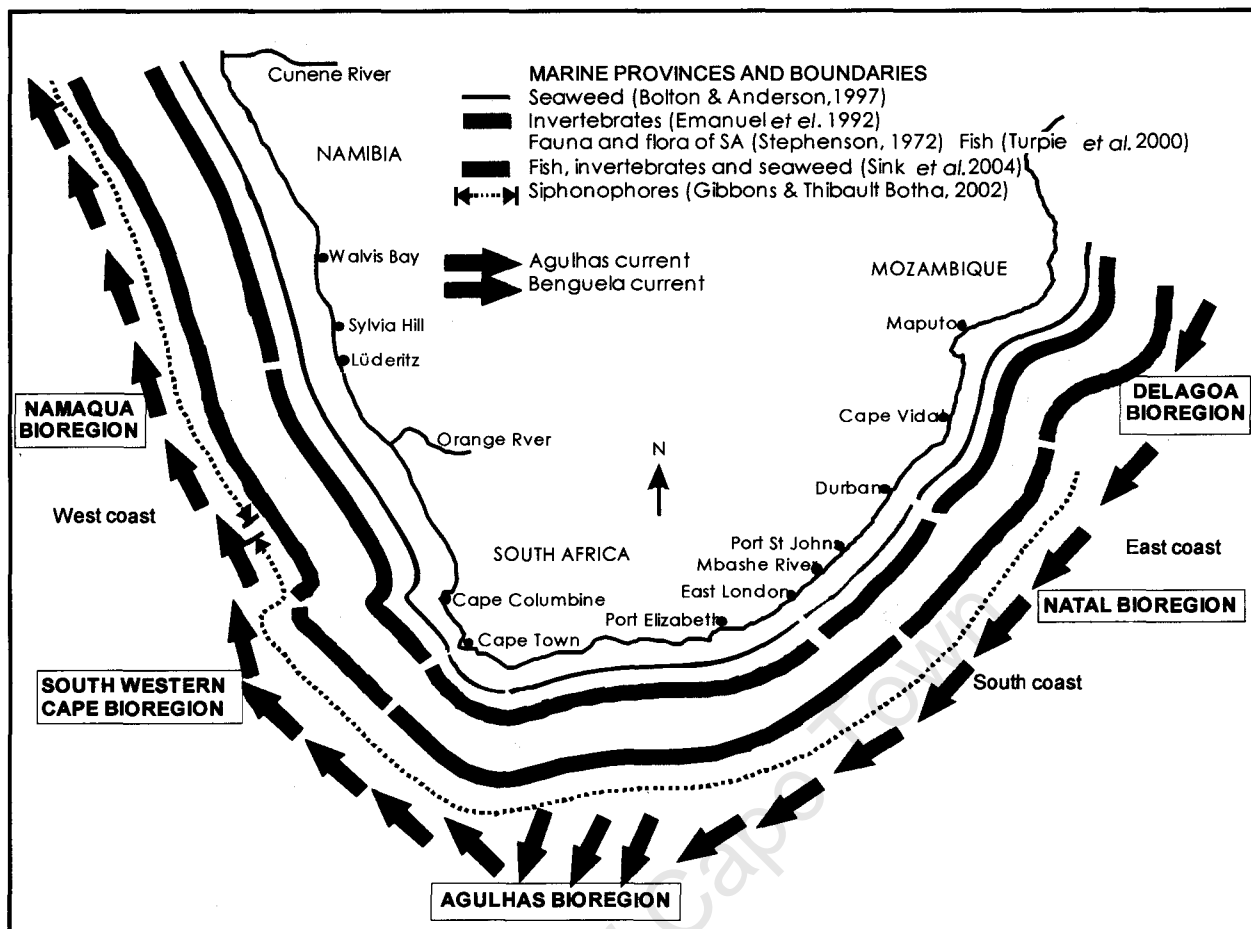 Cunene River
MARINE PROVINCES AND BOUNDARIES
Seaweed (Bolton & Anderson,1997)
Invertebrates (Emanuel et el. 1992)
Fauna and flora of SA (Stephenson, 1972) Fish (Turpie et al. 2000)
Fish, invertebrates and seaweed (Sink et al. 2004)
Siphonophores (Gibbons & Thibault Botha, 2002)
NAMIBIA
Walvis Bay
Agulhas current
Benguela current
MOZAMBIQUE
Sylvia Hill
Maputo
Lüderitz
NAMAQUA
BIOREGION
DELAGOA
BIOREGION
Cape Vidal
Orange Rver
N
Durban
West coast
SOUTH AFRICA
Port St Johns
Mbashe River
East coast
East London
NATAL BIOREGION
Cape Columbine
Port Elizabeth
Cape Town
SOUTH WESTERN
CAPE BIOREGION
South coast
AGULHAS BIOREGION
Cape Town